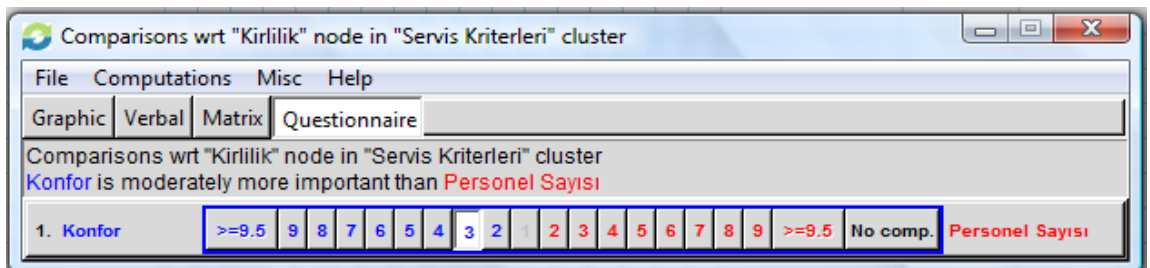 Comparisons wrt "Kirlilik" node in "Servis Kriterleri" cluster
File Computations Misc Help
Graphic Verbal Matrix Questionnaire
Comparisons wrt "Kirlilik" node in "Servis Kriterleri" cluster
Konfor is moderately more important than Personel Sayısı
1. Konfor >=9.5 9 8 7 6 5 4 3 2 1 2 3 4 5 6 7 8 9 >=9.5 No comp. Personel Sayısı